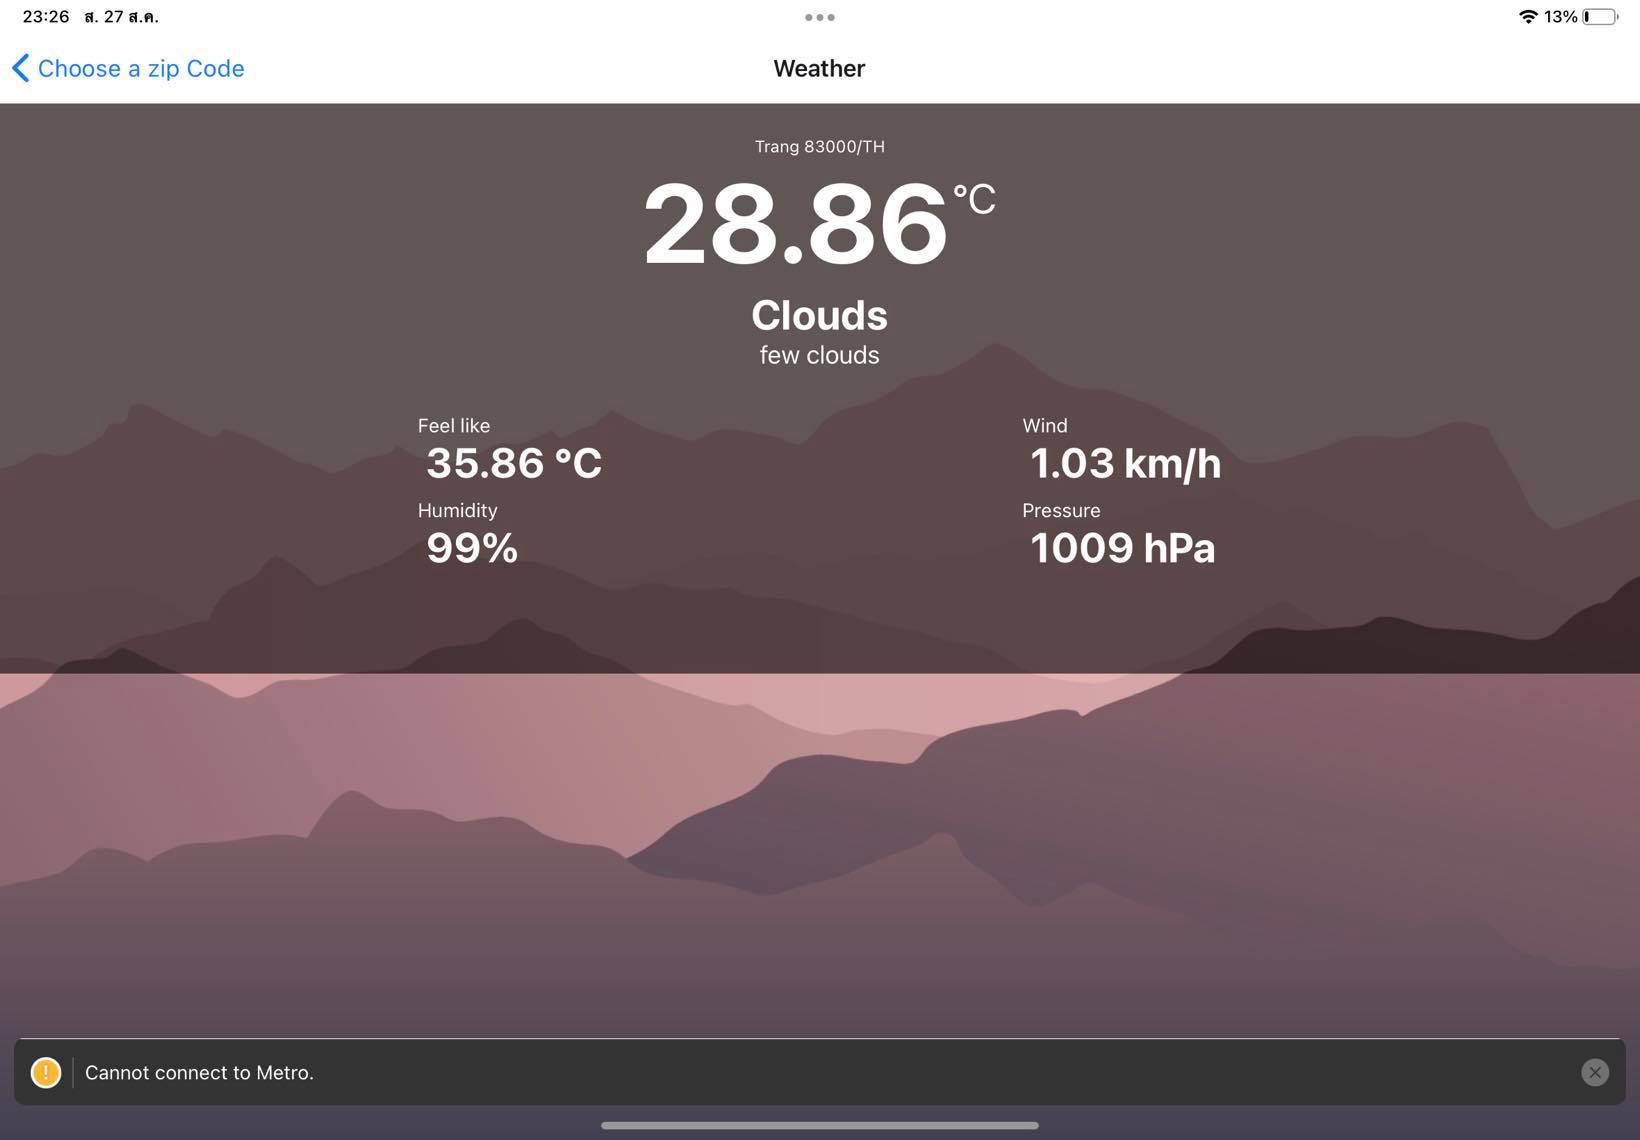 23:26 ส. 27 ส.ค.
13%
Choose a zip Code
Weather
Trang 83000/TH
28.86 °C
Clouds
few clouds
Feel like
35.86 °C
Wind
1.03 km/h
Humidity
99%
Pressure
1009 hPa
Cannot connect to Metro.